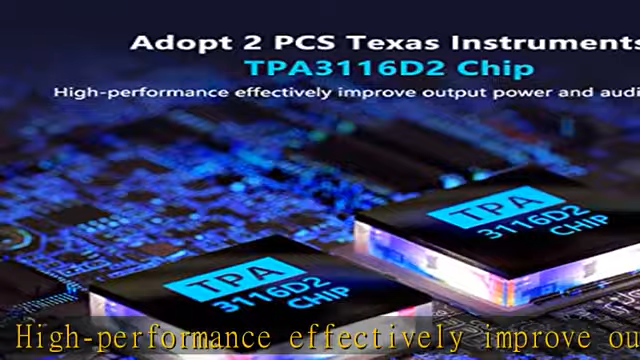 Adopt 2 PCS Texas Instruments
TPA3116D2 Chip
High-performance effectively improve output power and audi
TPA
3116D2
CHIP
TPA
3116D2
CHIP
High-performance effectively improve ou